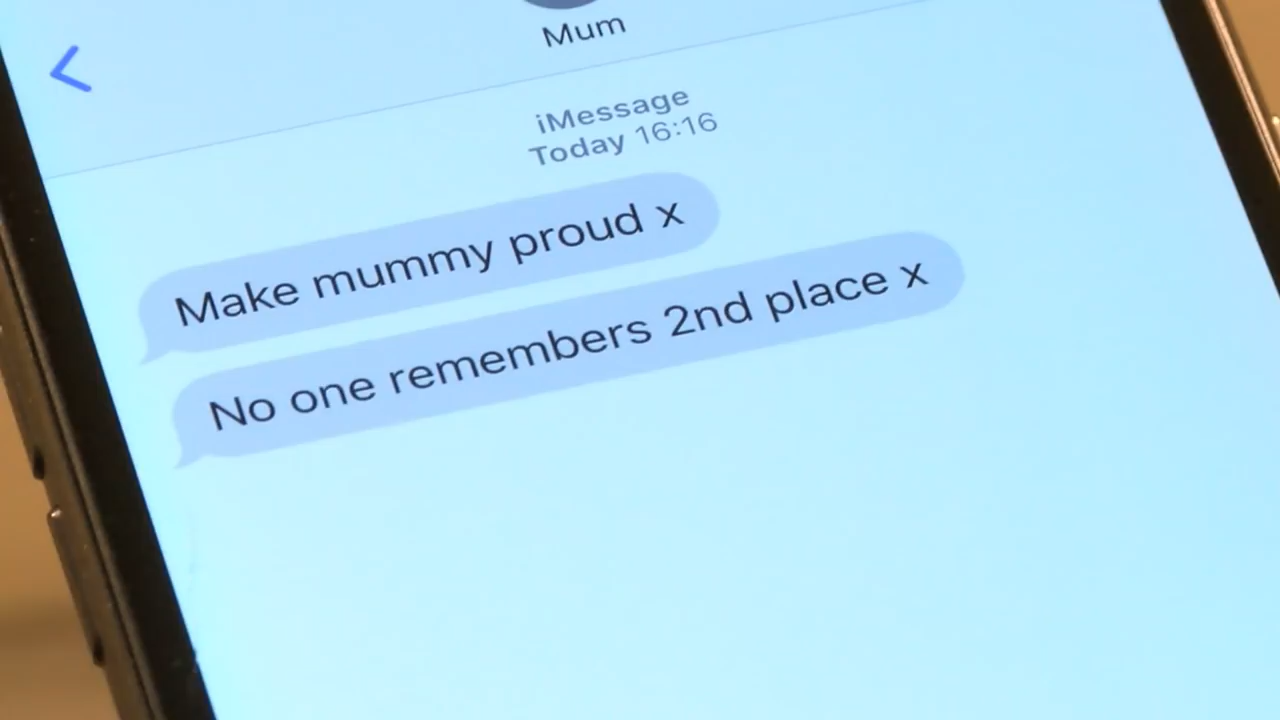 Mum
iMessage
Today 16:16
Make mummy proud x
No one remembers 2nd place x